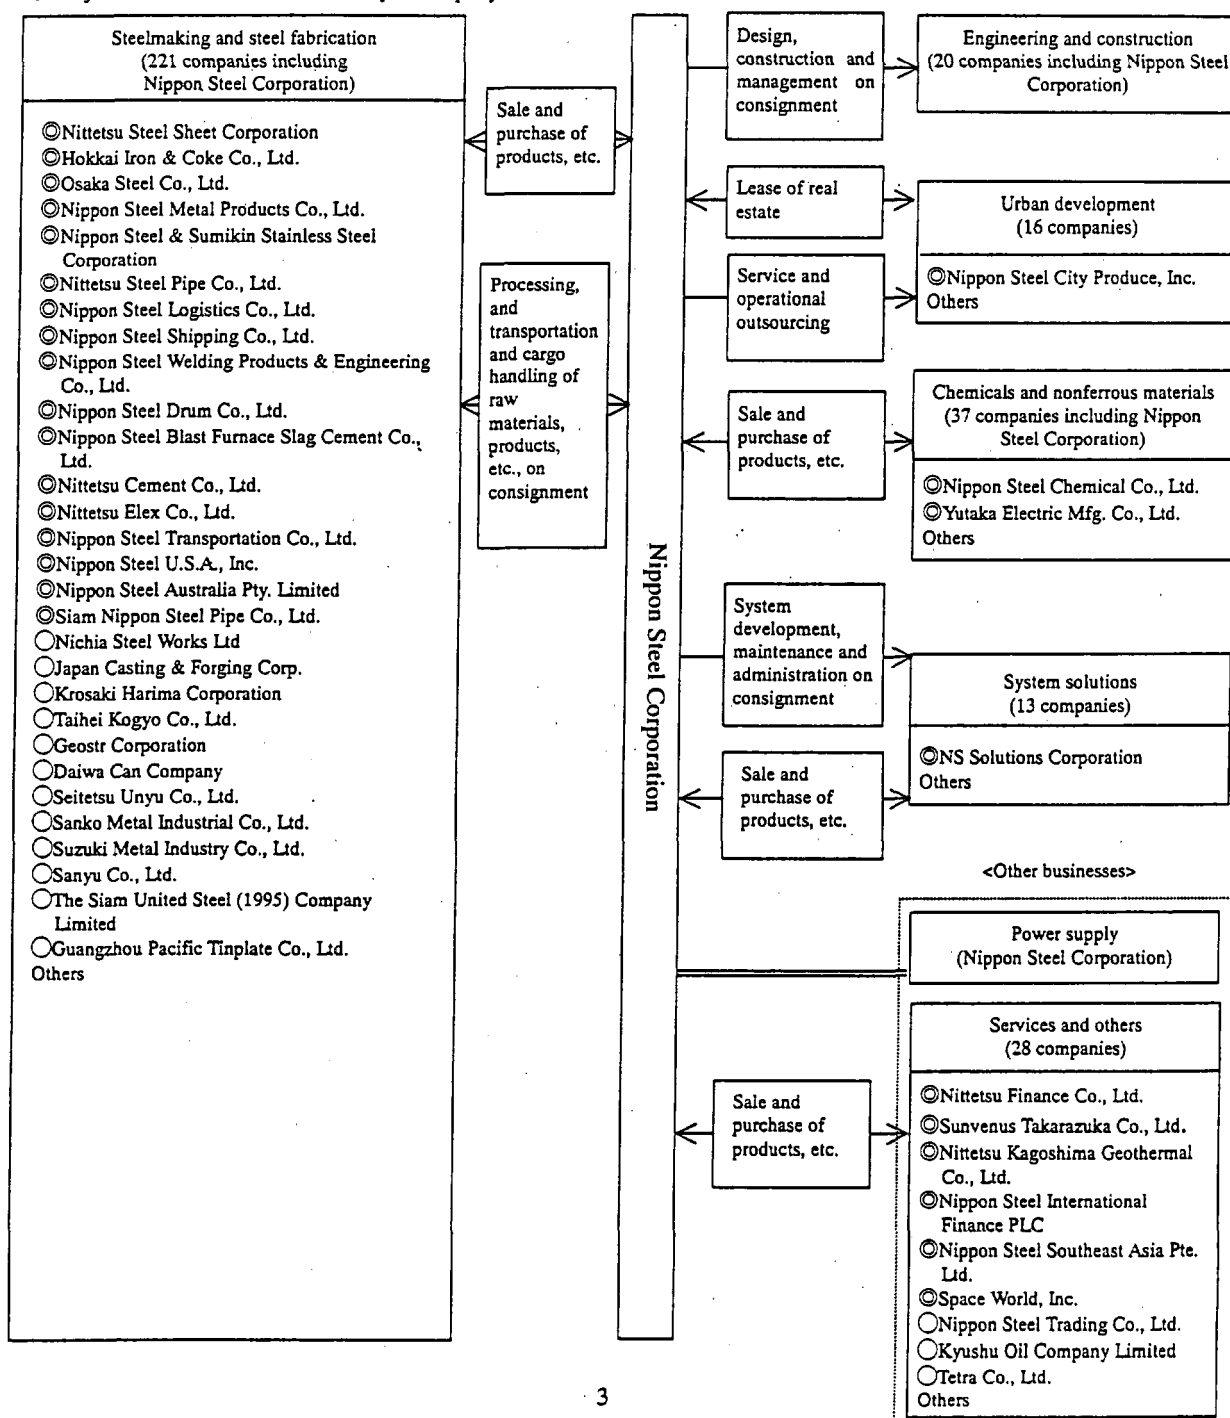 Steelmaking and steel fabrication
(221 companies including
Nippon Steel Corporation)
◎Nittetsu Steel Sheet Corporation
◎Hokkai Iron & Coke Co., Ltd.
◎Osaka Steel Co., Ltd.
◎Nippon Steel Metal Products Co., Ltd.
◎Nippon Steel & Sumikin Stainless Steel
Corporation
◎Nittetsu Steel Pipe Co., Ltd.
◎Nippon Steel Logistics Co., Ltd.
◎Nippon Steel Shipping Co., Ltd.
◎Nippon Steel Welding Products & Engineering
Co., Ltd.
◎Nippon Steel Drum Co., Ltd.
◎Nippon Steel Blast Furnace Slag Cement Co.,
Ltd.
◎Nittetsu Cement Co., Ltd.
◎Nittetsu Elex Co., Ltd.
◎Nippon Steel Transportation Co., Ltd.
◎Nippon Steel U.S.A., Inc.
◎Nippon Steel Australia Pty. Limited
◎Siam Nippon Steel Pipe Co., Ltd.
○Nichia Steel Works Ltd
○Japan Casting & Forging Corp.
○Krosaki Harima Corporation
○Taihei Kogyo Co., Ltd.
○Geostr Corporation
○Daiwa Can Company
○Seitetsu Unyu Co., Ltd.
○Sanko Metal Industrial Co., Ltd.
○Suzuki Metal Industry Co., Ltd.
○Sanyu Co., Ltd.
○The Siam United Steel (1995) Company
Limited
○Guangzhou Pacific Tinplate Co., Ltd.
Others
Sale and
purchase of
products, etc.
Processing,
and
transportation
and cargo
handling of
raw
materials,
products,
etc., on
consignment
Nippon Steel Corporation
Design,
construction and
management on
consignment
Engineering and construction
(20 companies including Nippon Steel
Corporation)
Lease of real
estate
Service and
operational
outsourcing
Urban development
(16 companies)
◎Nippon Steel City Produce, Inc.
Others
Sale and
purchase of
products, etc.
Chemicals and nonferrous materials
(37 companies including Nippon
Steel Corporation)
◎Nippon Steel Chemical Co., Ltd.
◎Yutaka Electric Mfg. Co., Ltd.
Others
System
development,
maintenance and
administration on
consignment
Sale and
purchase of
products, etc.
System solutions
(13 companies)
◎NS Solutions Corporation
Others
<Other businesses>
Power supply
(Nippon Steel Corporation)
Sale and
purchase of
products, etc.
Services and others
(28 companies)
◎Nittetsu Finance Co., Ltd.
◎Sunvenus Takarazuka Co., Ltd.
◎Nittetsu Kagoshima Geothermal
Co., Ltd.
◎Nippon Steel International
Finance PLC
◎Nippon Steel Southeast Asia Pte.
Ltd.
◎Space World, Inc.
○Nippon Steel Trading Co., Ltd.
○Kyushu Oil Company Limited
○Tetra Co., Ltd.
Others
3